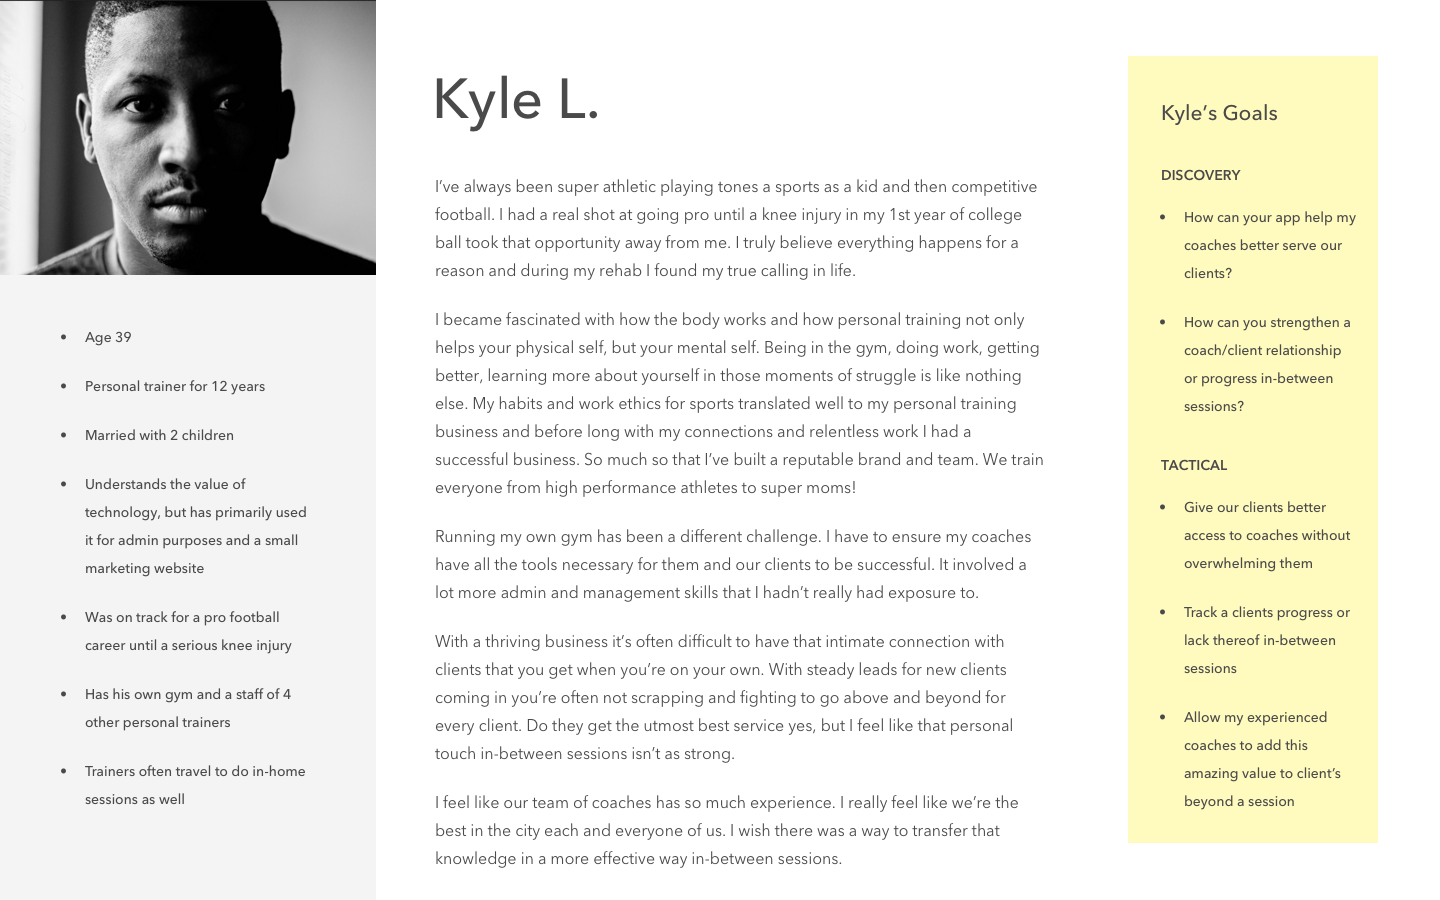 Kyle L.
I've always been super athletic playing tones a sports as a kid and then competitive
football. I had a real shot at going pro until a knee injury in my 1st year of college
ball took that opportunity away from me. I truly believe everything happens for a
reason and during my rehab I found my true calling in life.
I became fascinated with how the body works and how personal training not only
helps your physical self, but your mental self. Being in the gym, doing work, getting
better, learning more about yourself in those moments of struggle is like nothing
else. My habits and work ethics for sports translated well to my personal training
business and before long with my connections and relentless work I had a
successful business. So much so that I've built a reputable brand and team. We train
everyone from high performance athletes to super moms!
Running my own gym has been a different challenge. I have to ensure my coaches
have all the tools necessary for them and our clients to be successful. It involved a
lot more admin and management skills that I hadn't really had exposure to.
With a thriving business it's often difficult to have that intimate connection with
clients that you get when you're on your own. With steady leads for new clients
coming in you're often not scrapping and fighting to go above and beyond for
every client. Do they get the utmost best service yes, but I feel like that personal
touch in-between sessions isn't as strong.
I feel like our team of coaches has so much experience. I really feel like we're the
best in the city each and everyone of us. I wish there was a way to transfer that
knowledge in a more effective way in-between sessions.
• Age 39
• Personal trainer for 12 years
• Married with 2 children
• Understands the value of
technology, but has primarily used
it for admin purposes and a small
marketing website
• Was on track for a pro football
career until a serious knee injury
• Has his own gym and a staff of 4
other personal trainers
• Trainers often travel to do in-home
sessions as well
Kyle's Goals
DISCOVERY
• How can your app help my
coaches better serve our
clients?
• How can you strengthen a
coach/client relationship
or progress in-between
sessions?
TACTICAL
• Give our clients better
access to coaches without
overwhelming them
• Track a clients progress or
lack thereof in-between
sessions
• Allow my experienced
coaches to add this
amazing value to client's
beyond a session